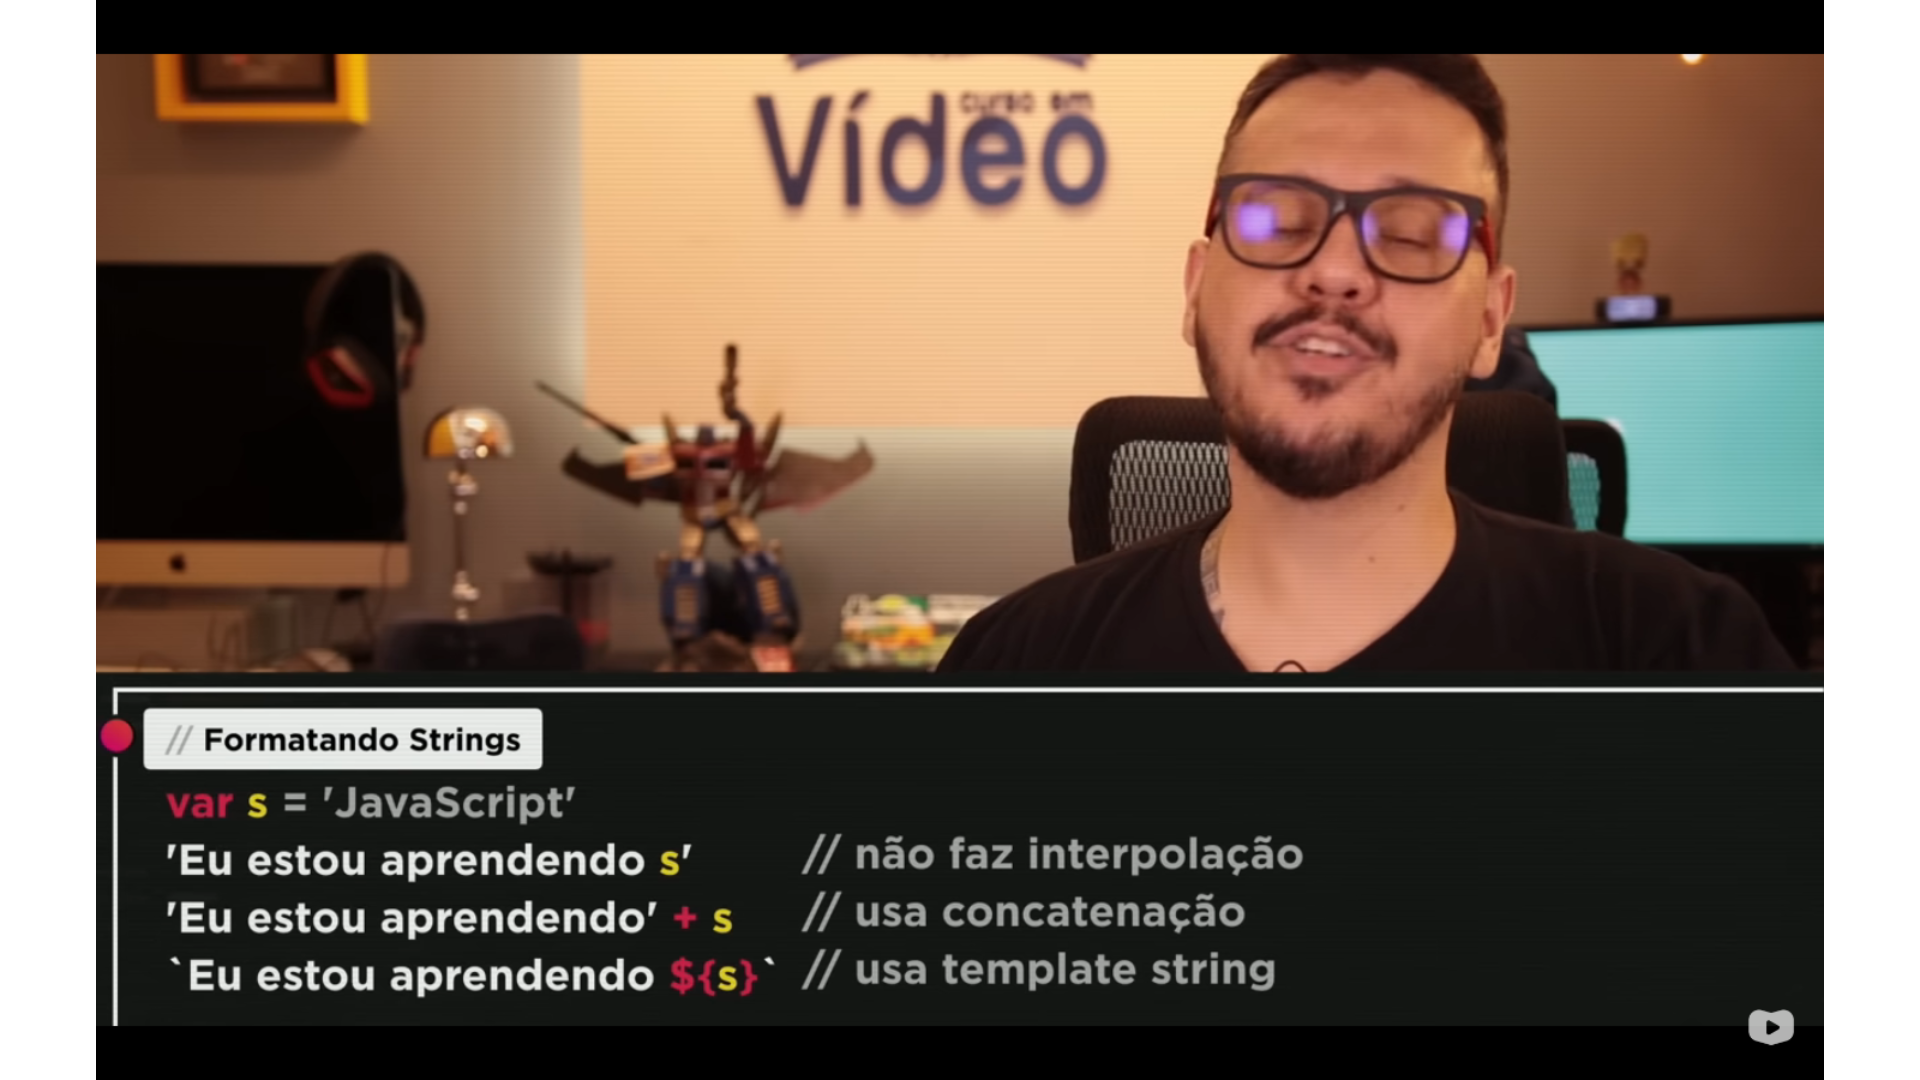 curso em
Vídeo
// Formatando Strings
var s = 'JavaScript'
'Eu estou aprendendo s' // não faz interpolação
'Eu estou aprendendo' + s // usa concatenação
`Eu estou aprendendo ${s}` // usa template string